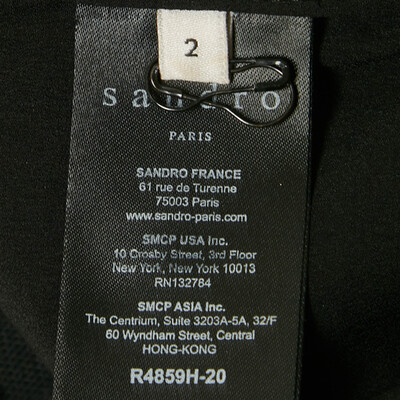 2
sandro
PARIS
SANDRO FRANCE
61 rue de Turenne
75003 Paris
www.sandro-paris.com
SMCP USA Inc.
10 Crosby Street, 3rd Floor
New York, New York 10013
RN132784
SMCP ASIA Inc.
The Centrium, Suite 3203A-5A, 32/F
60 Wyndham Street, Central
HONG-KONG
R4859H-20